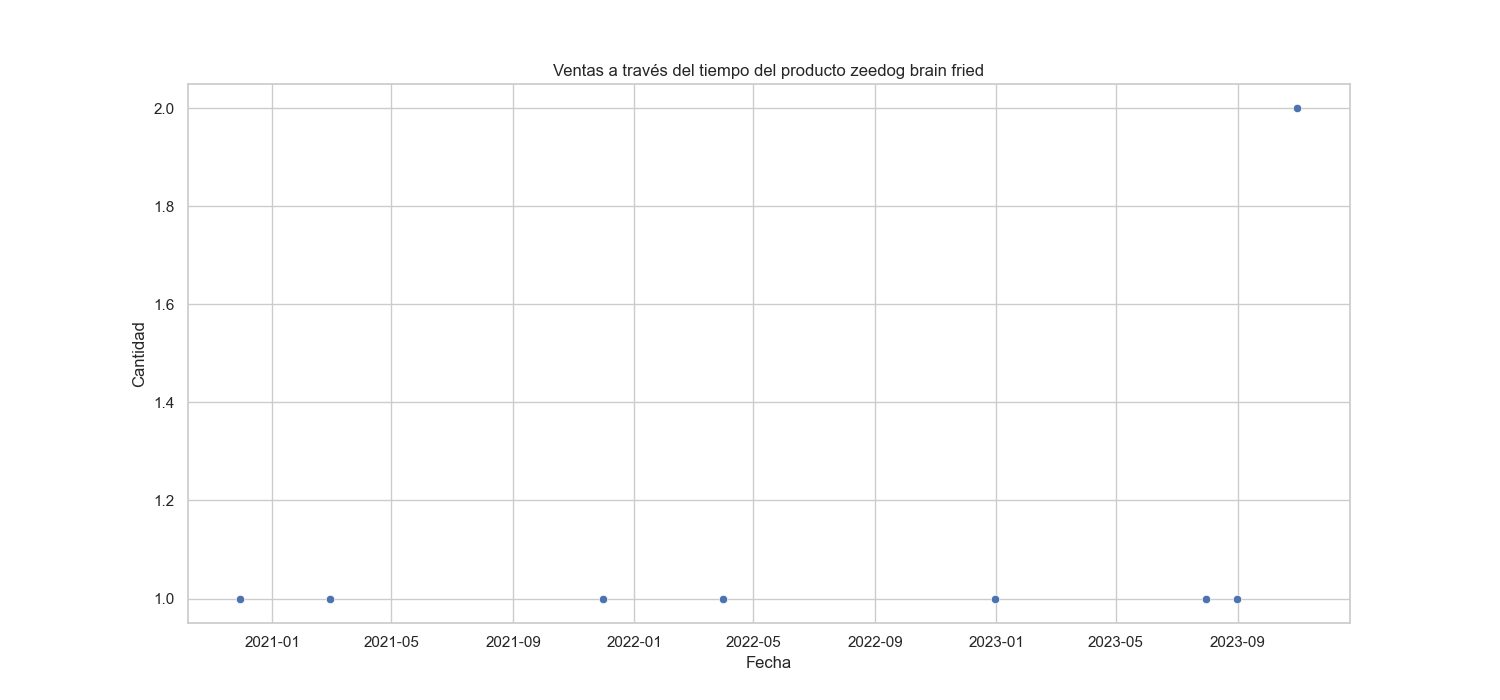 Ventas a través del tiempo del producto zeedog brain fried
2.0
1.8
1.6
1.4
1.2
1.0
Cantidad
2021-01 2021-05 2021-09 2022-01 2022-05 2022-09 2023-01 2023-05 2023-09
Fecha